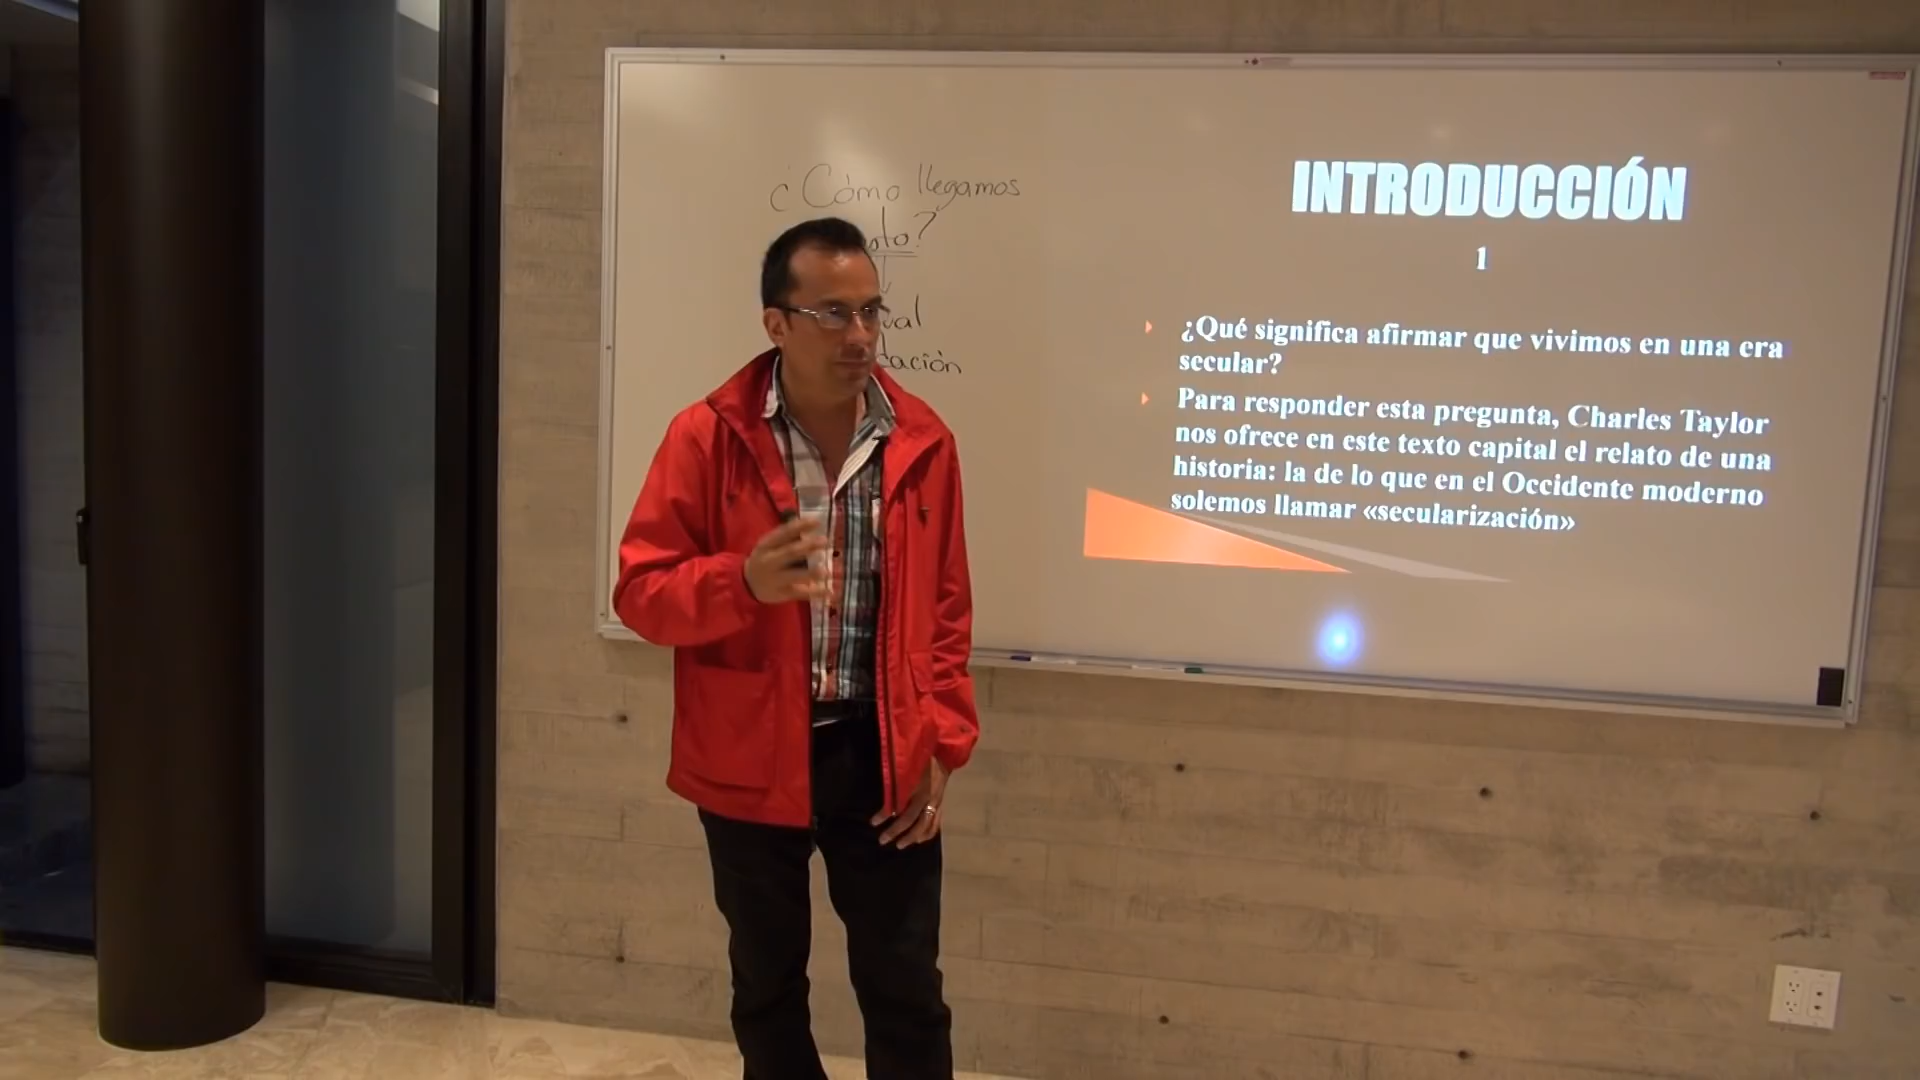 ¿Cómo llegamos
INTRODUCCIÓN
1
¿Qué significa afirmar que vivimos en una era
secular?
Para responder esta pregunta, Charles Taylor
nos ofrece en este texto capital el relato de una
historia: la de lo que en el Occidente moderno
solemos llamar «secularización»